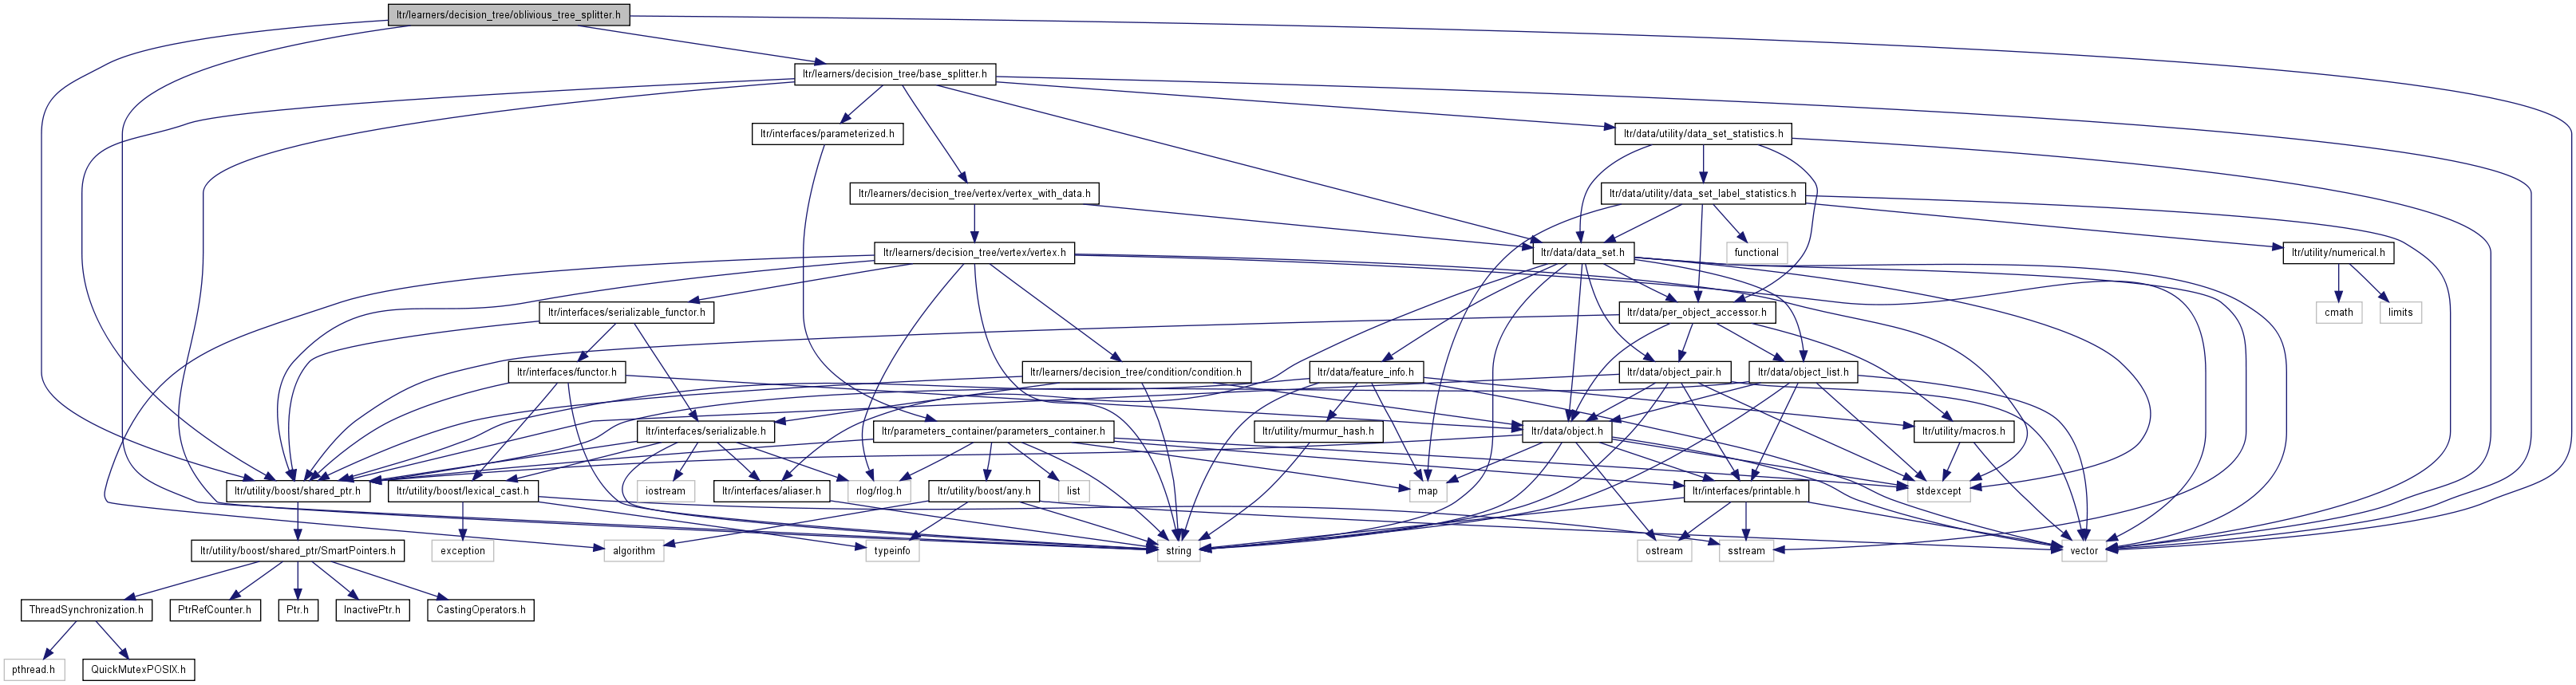 ltr/learners/decision_tree/oblivious_tree_splitter.h
ltr/learners/decision_tree/base_splitter.h
ltr/interfaces/parameterized.h
ltr/data/utility/data_set_statistics.h
ltr/learners/decision_tree/vertex/vertex_with_data.h
ltr/data/utility/data_set_label_statistics.h
ltr/learners/decision_tree/vertex/vertex.h
ltr/data/data_set.h
functional
ltr/utility/numerical.h
ltr/interfaces/serializable_functor.h
ltr/data/per_object_accessor.h
cmath
limits
ltr/interfaces/functor.h
ltr/learners/decision_tree/condition/condition.h
ltr/data/feature_info.h
ltr/data/object_pair.h
ltr/data/object_list.h
ltr/interfaces/serializable.h
ltr/parameters_container/parameters_container.h
ltr/utility/murmur_hash.h
ltr/data/object.h
ltr/utility/macros.h
ltr/utility/boost/shared_ptr.h
ltr/utility/boost/lexical_cast.h
iostream
ltr/interfaces/aliaser.h
rlog/rlog.h
ltr/utility/boost/any.h
list
map
ltr/interfaces/printable.h
stdexcept
ltr/utility/boost/shared_ptr/SmartPointers.h
exception
algorithm
typeinfo
string
ostream
sstream
vector
ThreadSynchronization.h
PtrRefCounter.h
Ptr.h
InactivePtr.h
CastingOperators.h
pthread.h
QuickMutexPOSIX.h